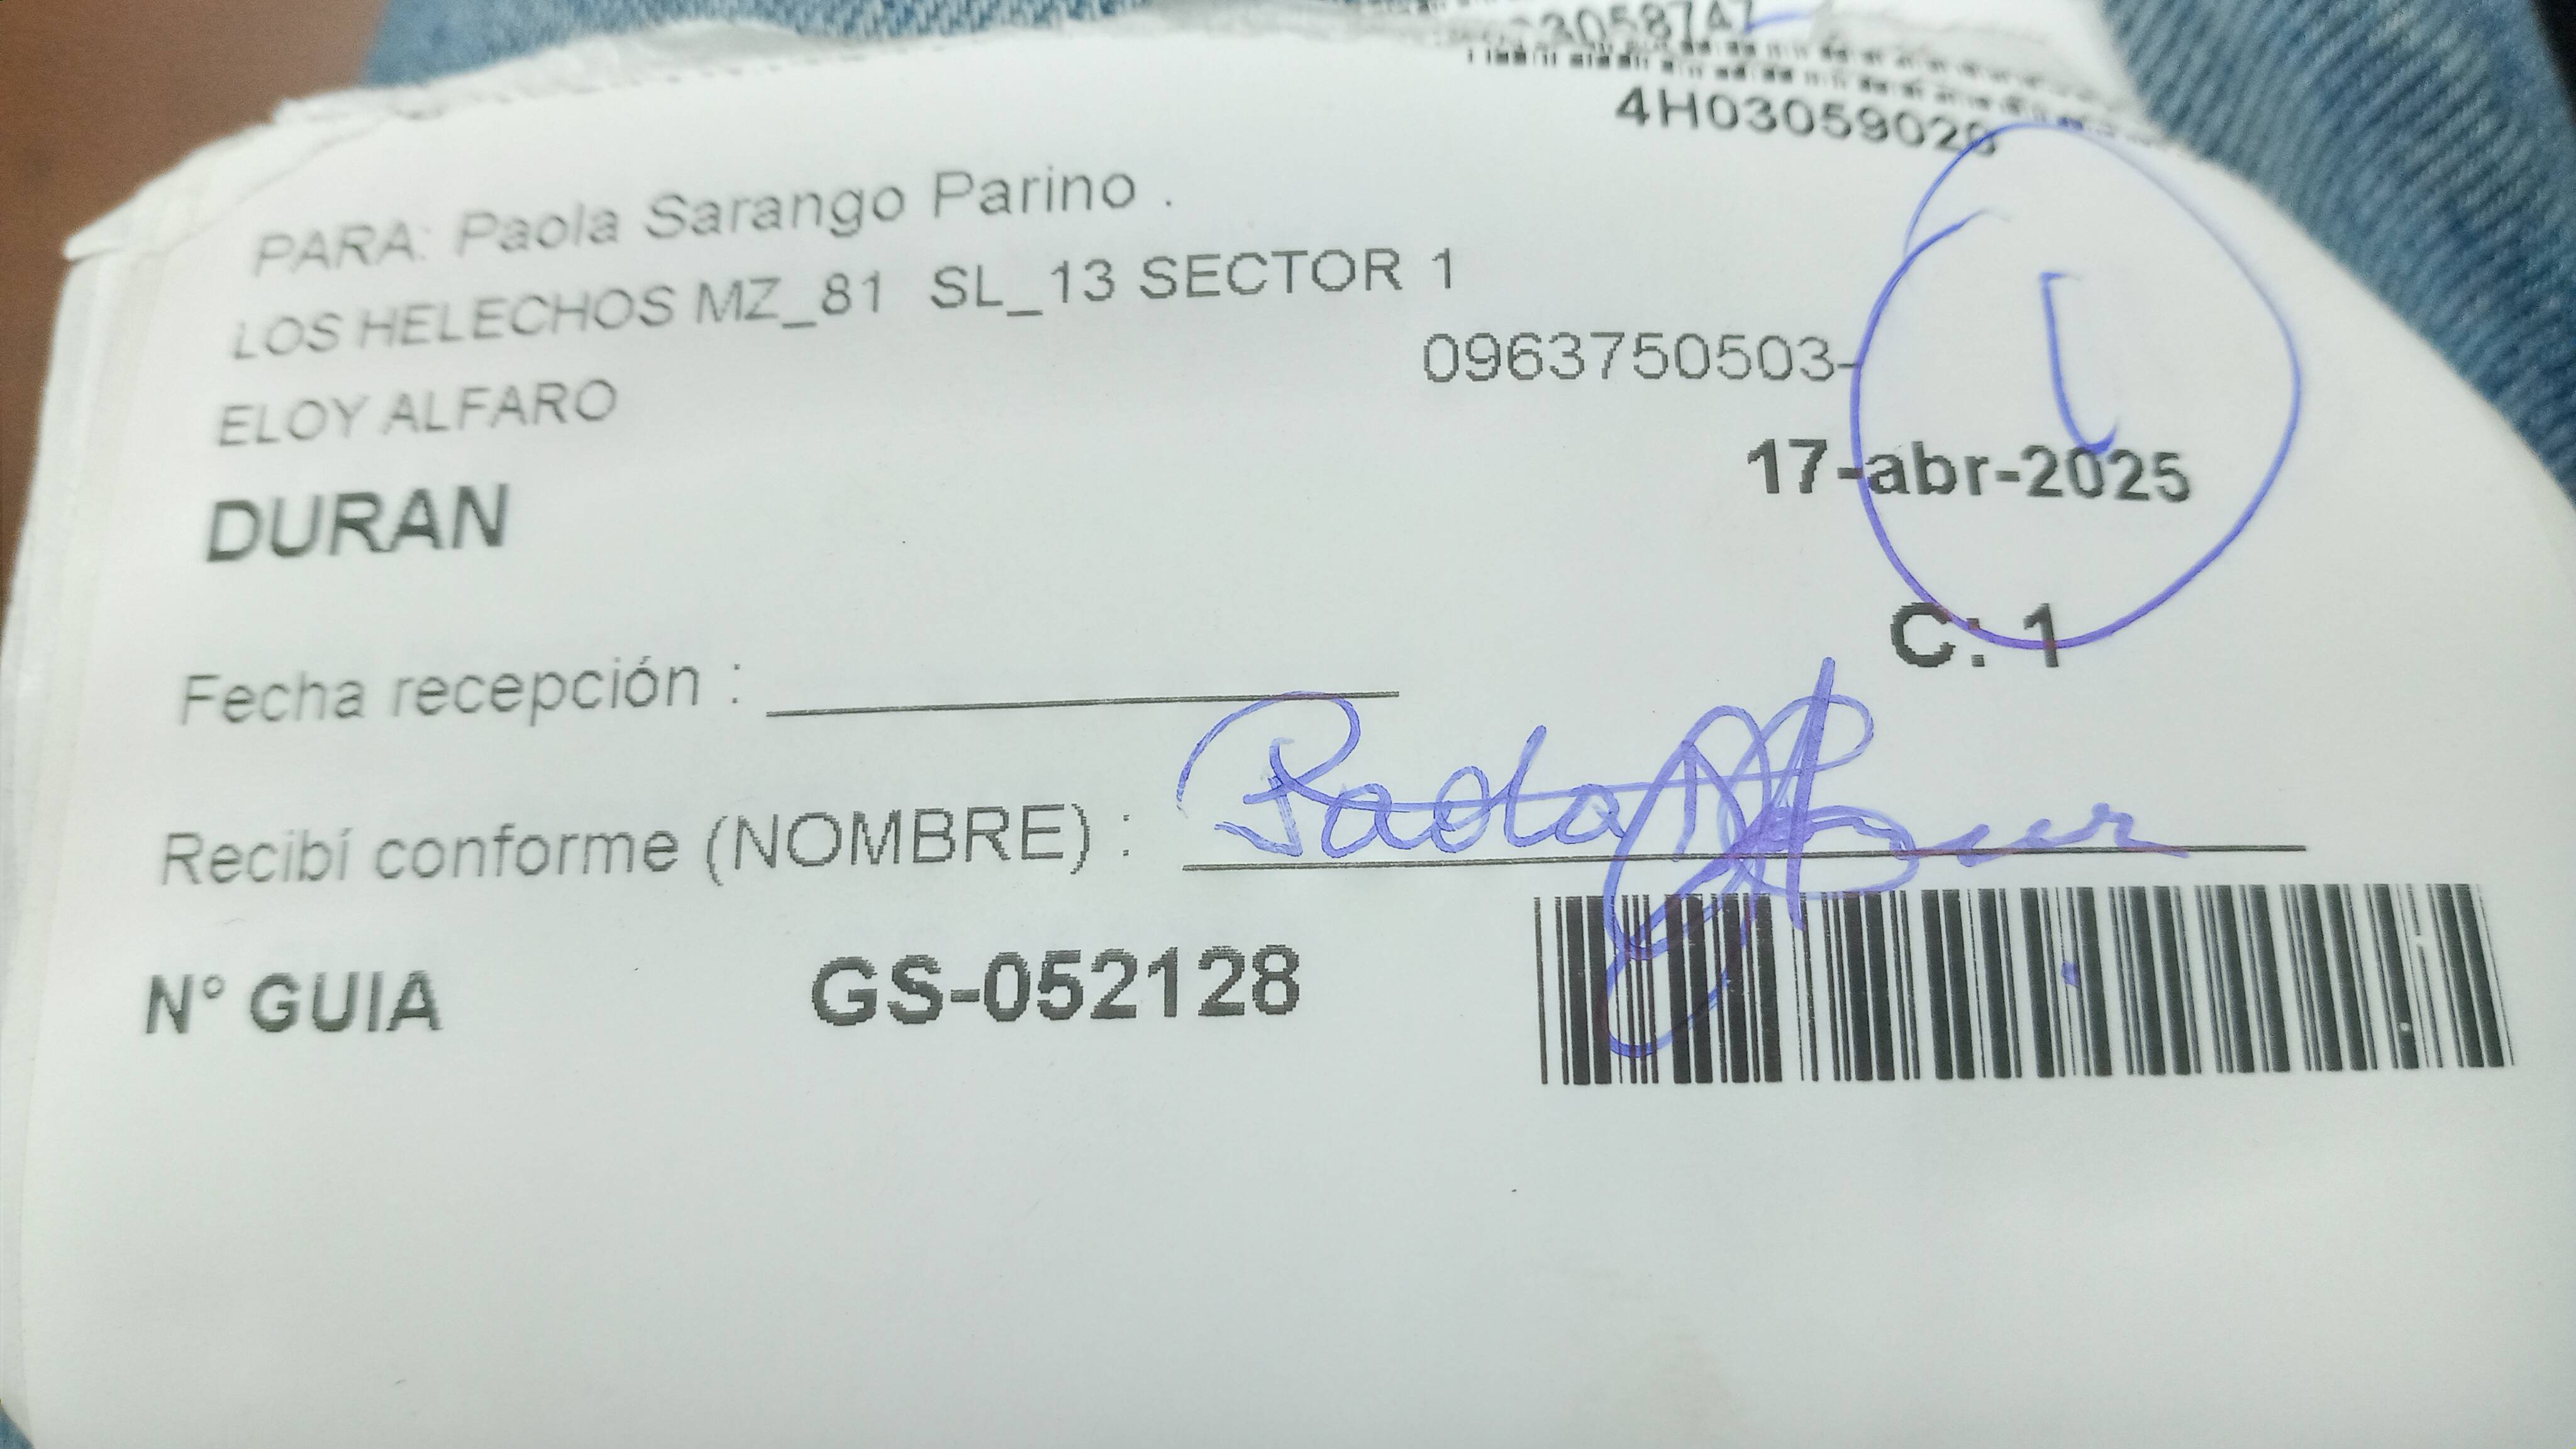 4H03059028
PARA: Paola Sarango Parino .
LOS HELECHOS MZ_81 SL_13 SECTOR 1
0963750503-
ELOY ALFARO
17-abr-2025
DURAN
C: 1
Fecha recepción :
Recibí conforme (NOMBRE) : Paola
N° GUIA GS-052128